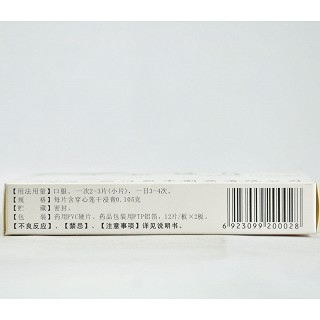 【用法用量】口服。一次2~3片(小片)，一日3~4次。
【规    格】每片含穿心莲干浸膏0.105克
【贮    藏】密封。
【包    装】药用PVC硬片、药品包装用PTP铝箔，12片/板×2板。
【不良反应】、【禁忌】、【注意事项】详见说明书。
6 923099 200028